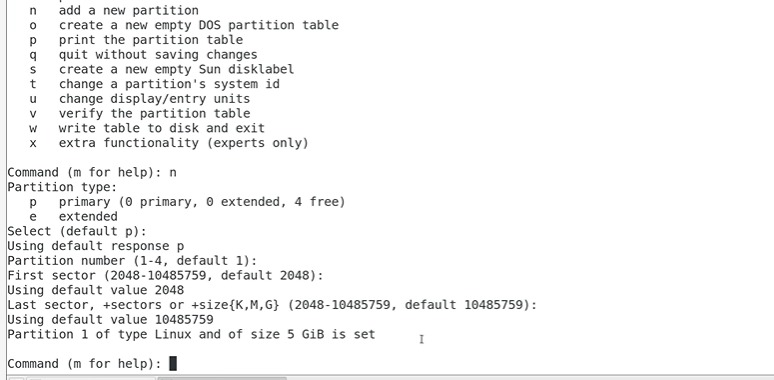 n   add a new partition
o   create a new empty DOS partition table
p   print the partition table
q   quit without saving changes
s   create a new empty Sun disklabel
t   change a partition's system id
u   change display/entry units
v   verify the partition table
w   write table to disk and exit
x   extra functionality (experts only)
Command (m for help): n
Partition type:
p   primary (0 primary, 0 extended, 4 free)
e   extended
Select (default p):
Using default response p
Partition number (1-4, default 1):
First sector (2048-10485759, default 2048):
Using default value 2048
Last sector, +sectors or +size{K,M,G} (2048-10485759, default 10485759):
Using default value 10485759
Partition 1 of type Linux and of size 5 GiB is set
Command (m for help):